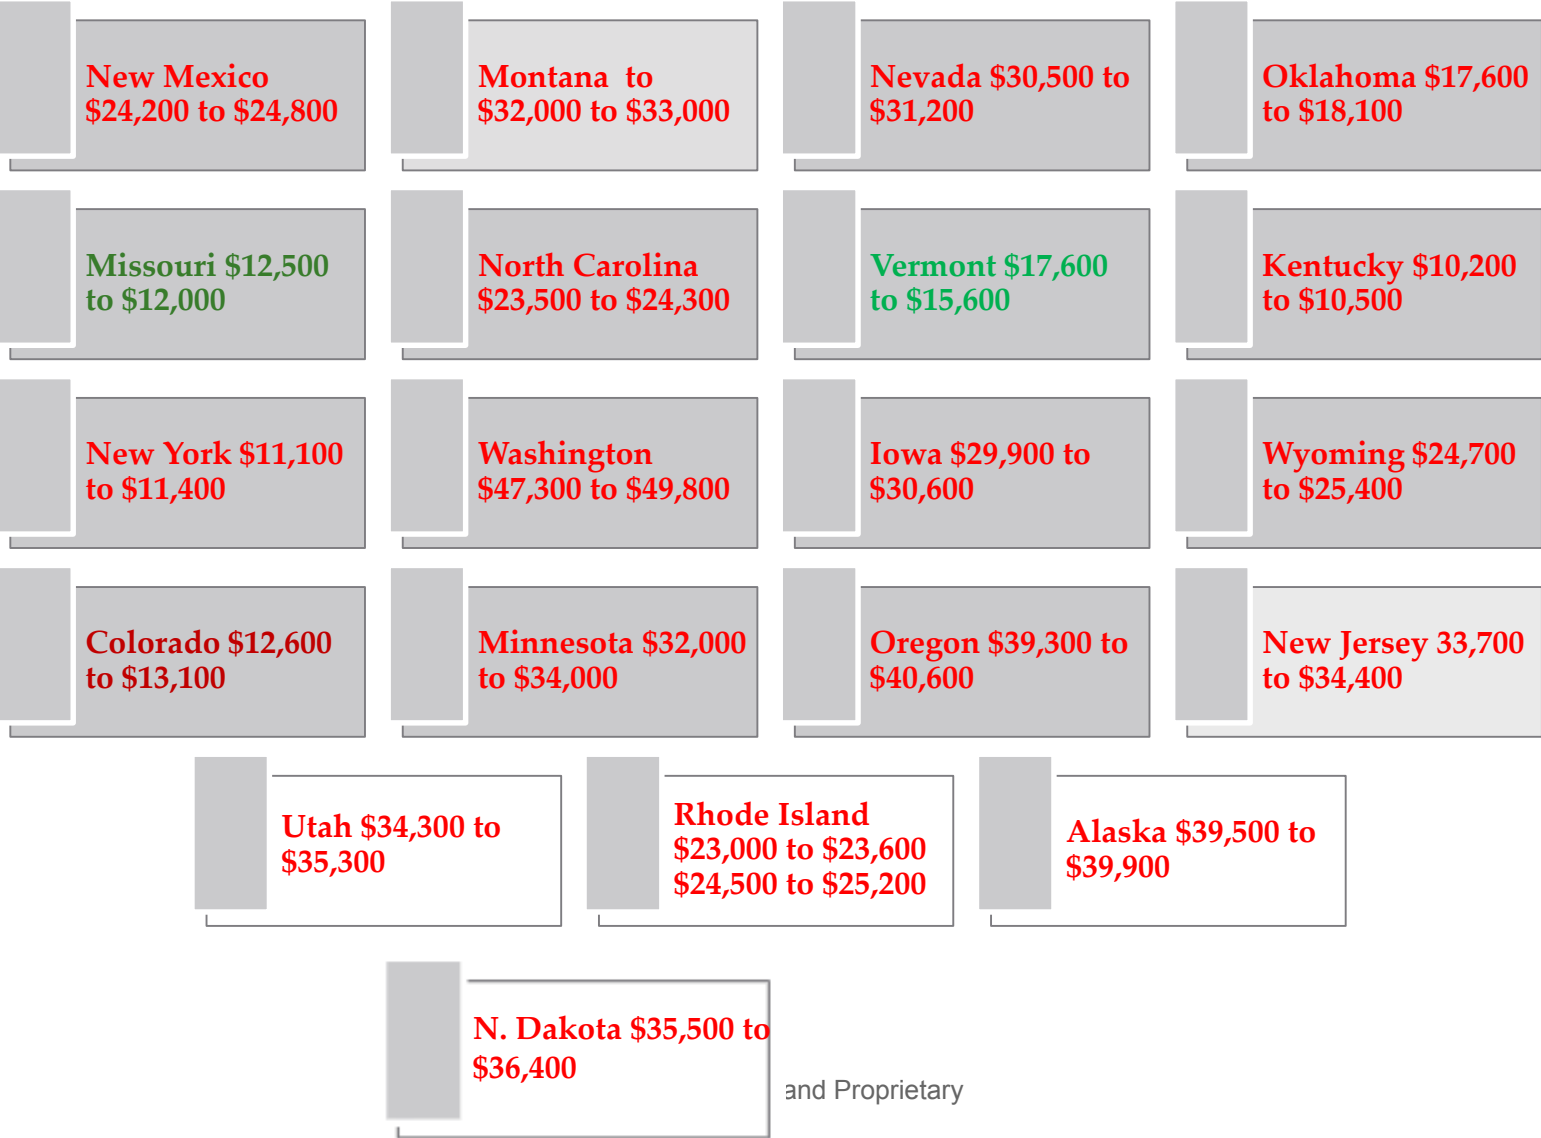 New Mexico
$24,200 to $24,800
Montana  to
$32,000 to $33,000
Nevada $30,500 to
$31,200
Oklahoma $17,600
to $18,100
Missouri $12,500
to $12,000
North Carolina
$23,500 to $24,300
Vermont $17,600
to $15,600
Kentucky $10,200
to $10,500
New York $11,100
to $11,400
Washington
$47,300 to $49,800
Iowa $29,900 to
$30,600
Wyoming $24,700
to $25,400
Colorado $12,600
to $13,100
Minnesota $32,000
to $34,000
Oregon $39,300 to
$40,600
New Jersey 33,700
to $34,400
Utah $34,300 to
$35,300
Rhode Island
$23,000 to $23,600
$24,500 to $25,200
Alaska $39,500 to
$39,900
N. Dakota $35,500 to
$36,400
and Proprietary